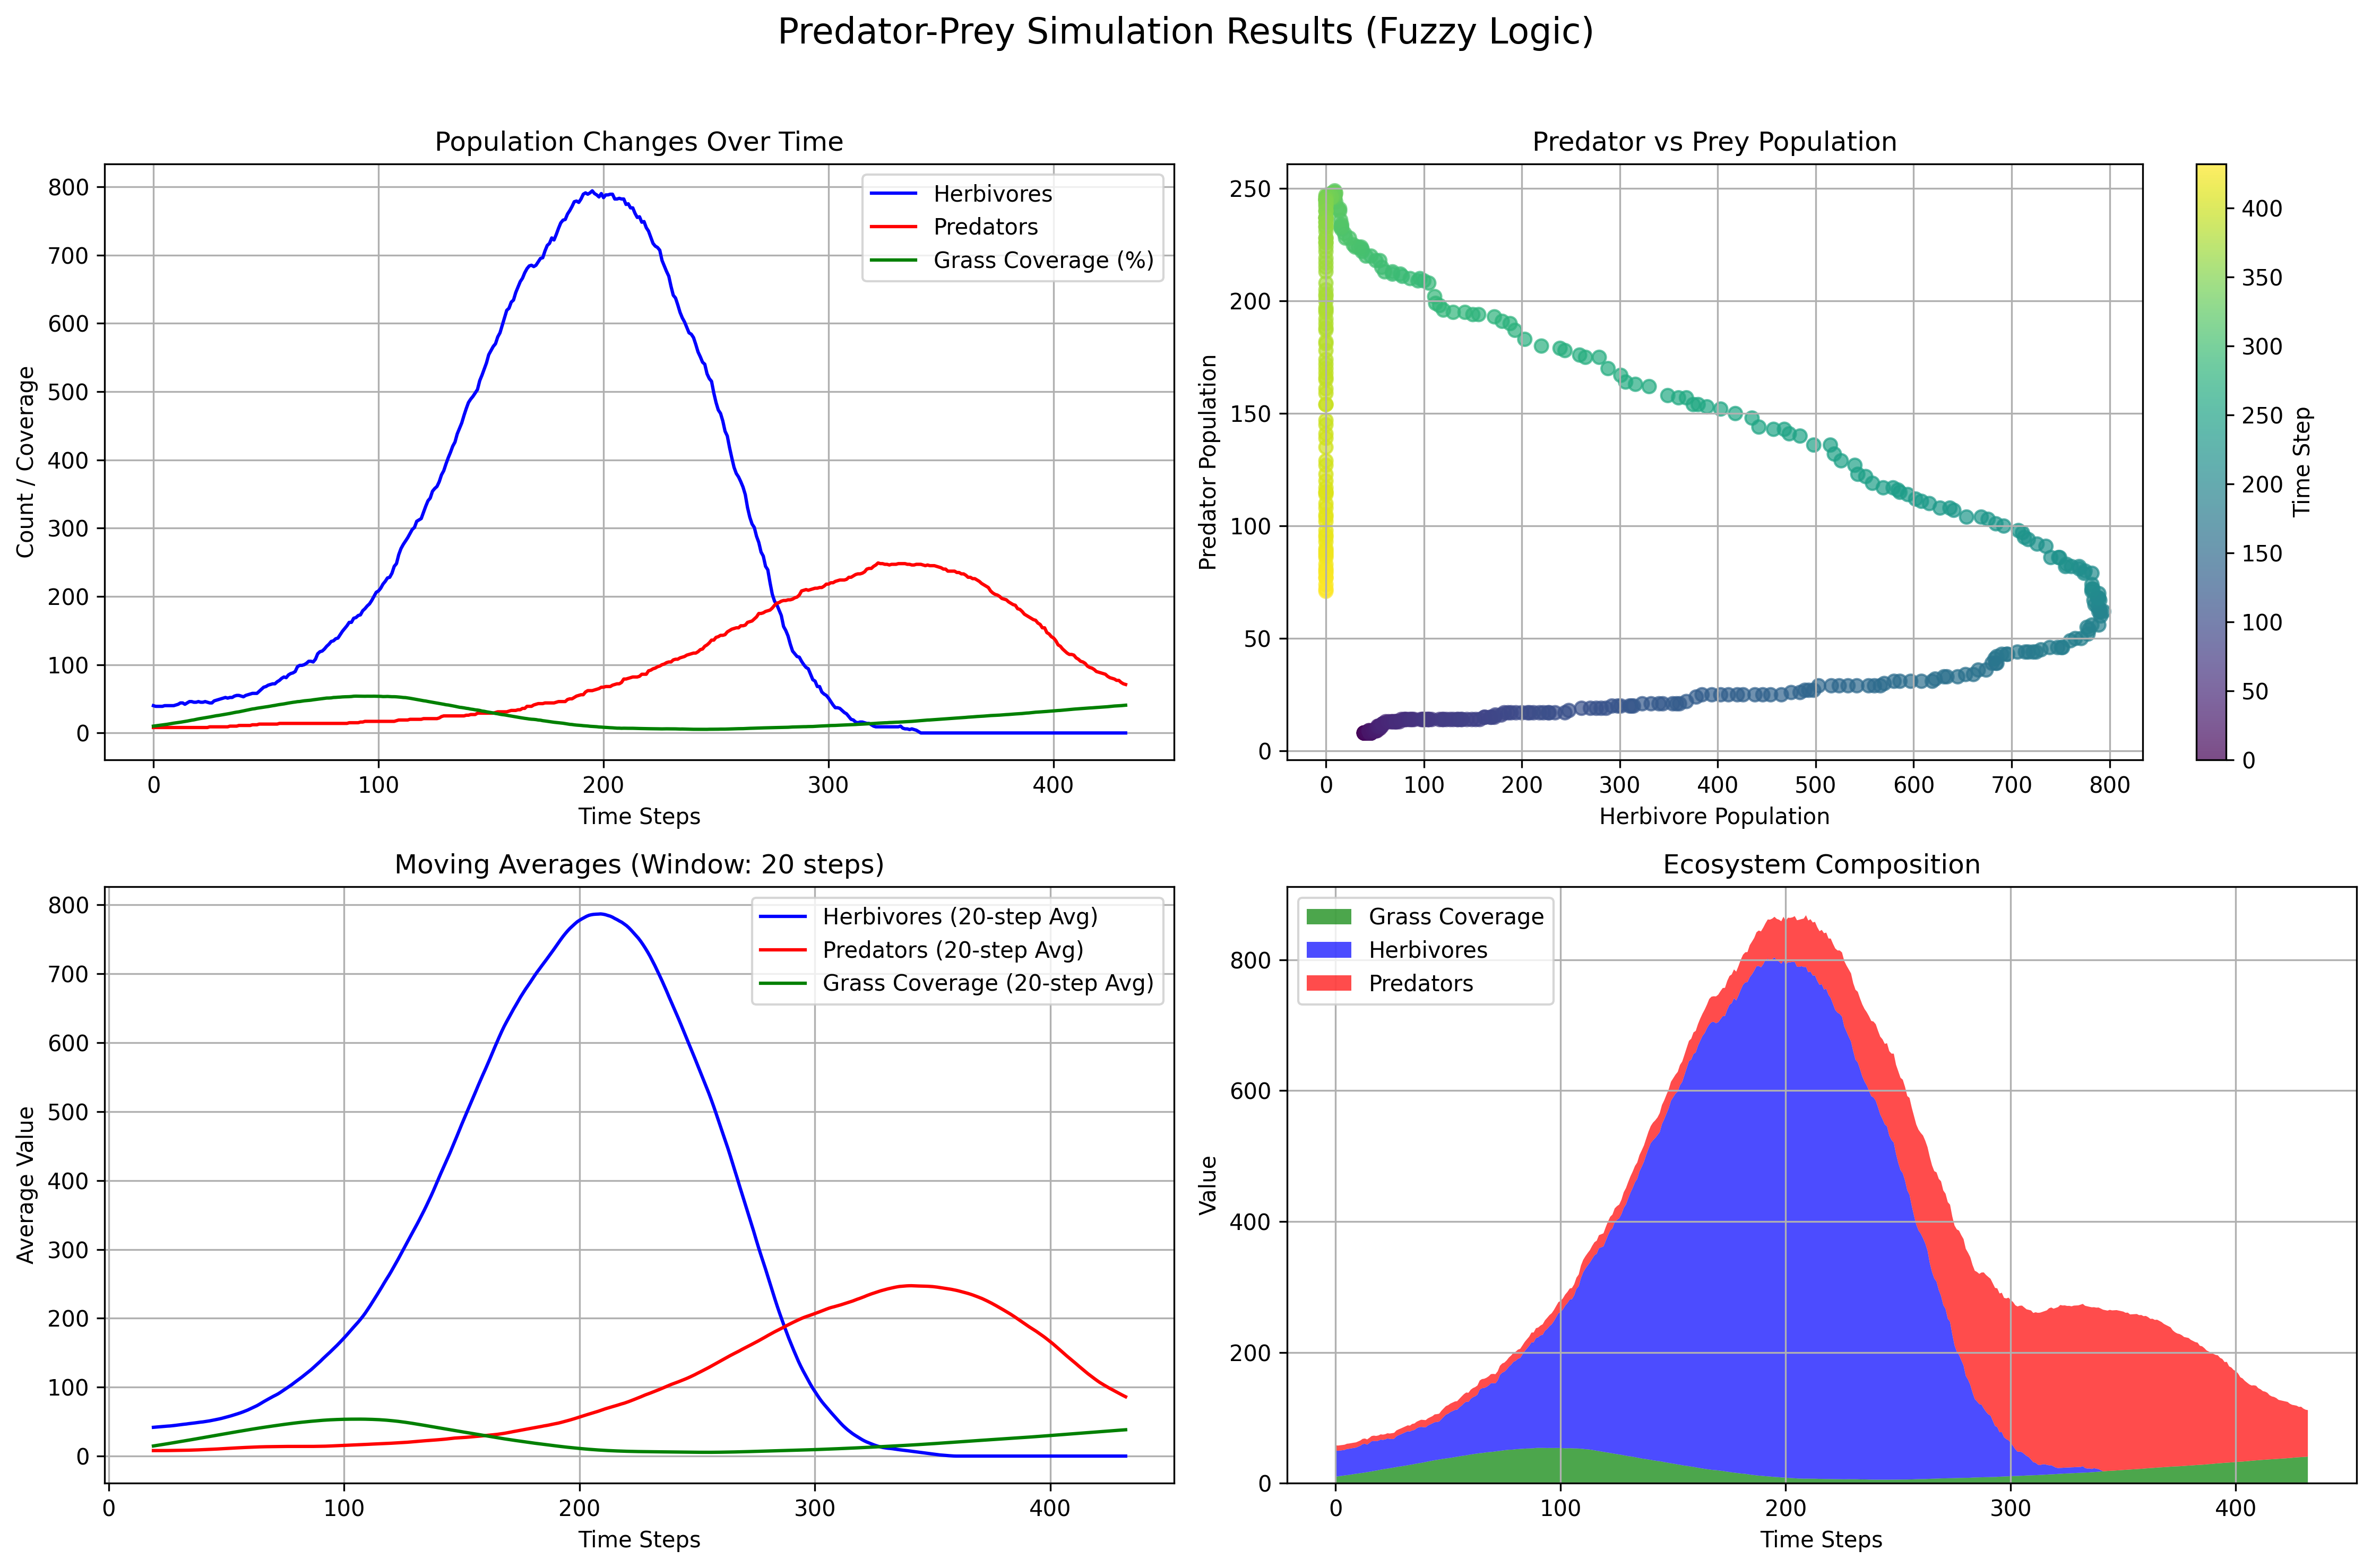 Predator-Prey Simulation Results (Fuzzy Logic)
Population Changes Over Time
Count / Coverage
800
700
600
500
400
300
200
100
0
Herbivores
Predators
Grass Coverage (%)
0 100 200 300 400
Time Steps
Predator vs Prey Population
Predator Population
250
200
150
100
50
0
0 100 200 300 400 500 600 700 800
Herbivore Population
400
350
300
250
200
150
100
50
0
Time Step
Moving Averages (Window: 20 steps)
Average Value
800
700
600
500
400
300
200
100
0
Herbivores (20-step Avg)
Predators (20-step Avg)
Grass Coverage (20-step Avg)
0 100 200 300 400
Time Steps
Ecosystem Composition
Value
800
600
400
200
0
Grass Coverage
Herbivores
Predators
0 100 200 300 400
Time Steps